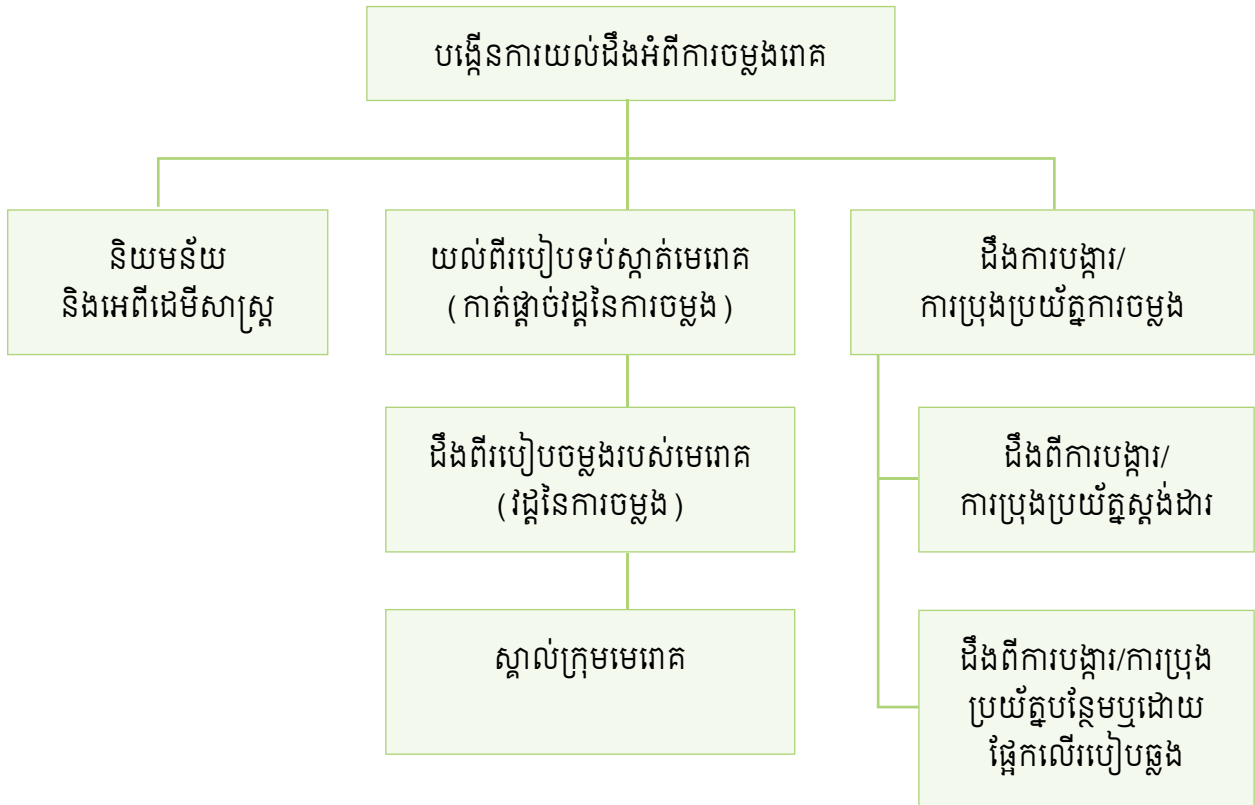 បង្កើនការយល់ដឹងអំពីការចម្លងរោគ
និយមន័យ
និងអេពីដេមីសាស្ត្រ
យល់ពីរបៀបទប់ស្កាត់មេរោគ
(កាត់ផ្តាច់វដ្តនៃការចម្លង)
ដឹងពីរបៀបចម្លងរបស់មេរោគ
(វដ្តនៃការចម្លង)
ស្គាល់ក្រុមមេរោគ
ដឹងការបង្ការ/
ការប្រុងប្រយ័ត្នការចម្លង
ដឹងពីការបង្ការ/
ការប្រុងប្រយ័ត្នស្តង់ដារ
ដឹងពីការបង្ការ/ការប្រុង
ប្រយ័ត្នបន្ថែមឬដោយ
ផ្អែកលើរបៀបឆ្លង